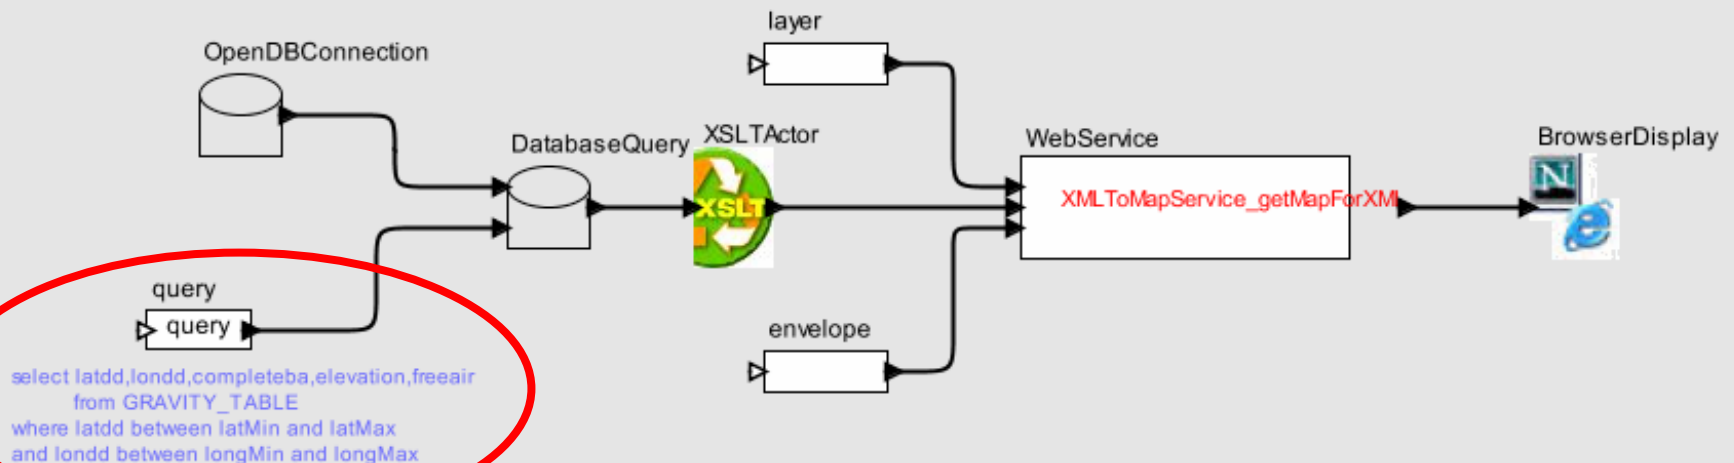 layer
OpenDBConnection
DatabaseQuery
XSLTActor
XSLT
WebService
XMLToMapService_getMapForXML
BrowserDisplay
N
e
query
query
envelope
select latdd,londd,completeba,elevation,freeair
from GRAVITY_TABLE
where latdd between latMin and latMax
and londd between longMin and longMax